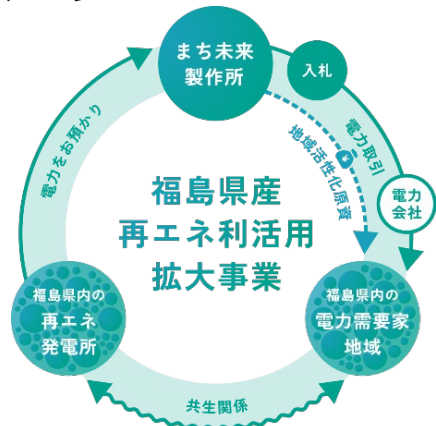 まち未来
製作所
入札
電力をお預かり
電力取引
地域活性化原資
電力
会社
福島県産
再エネ利活用
拡大事業
福島県内の
再エネ
発電所
福島県内の
電力需要家
地域
共生関係